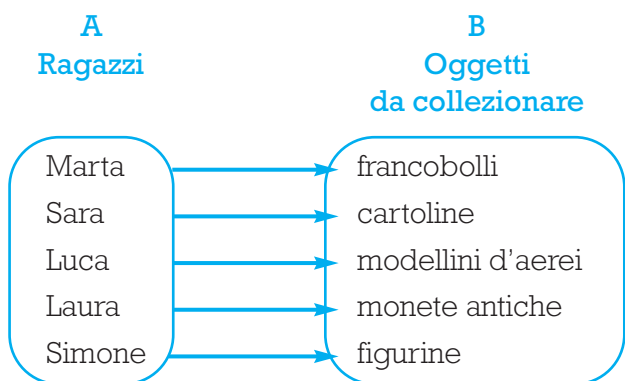 A
Ragazzi
B
Oggetti
da collezionare
Marta
Sara
Luca
Laura
Simone
francobolli
cartoline
modellini d'aerei
monete antiche
figurine